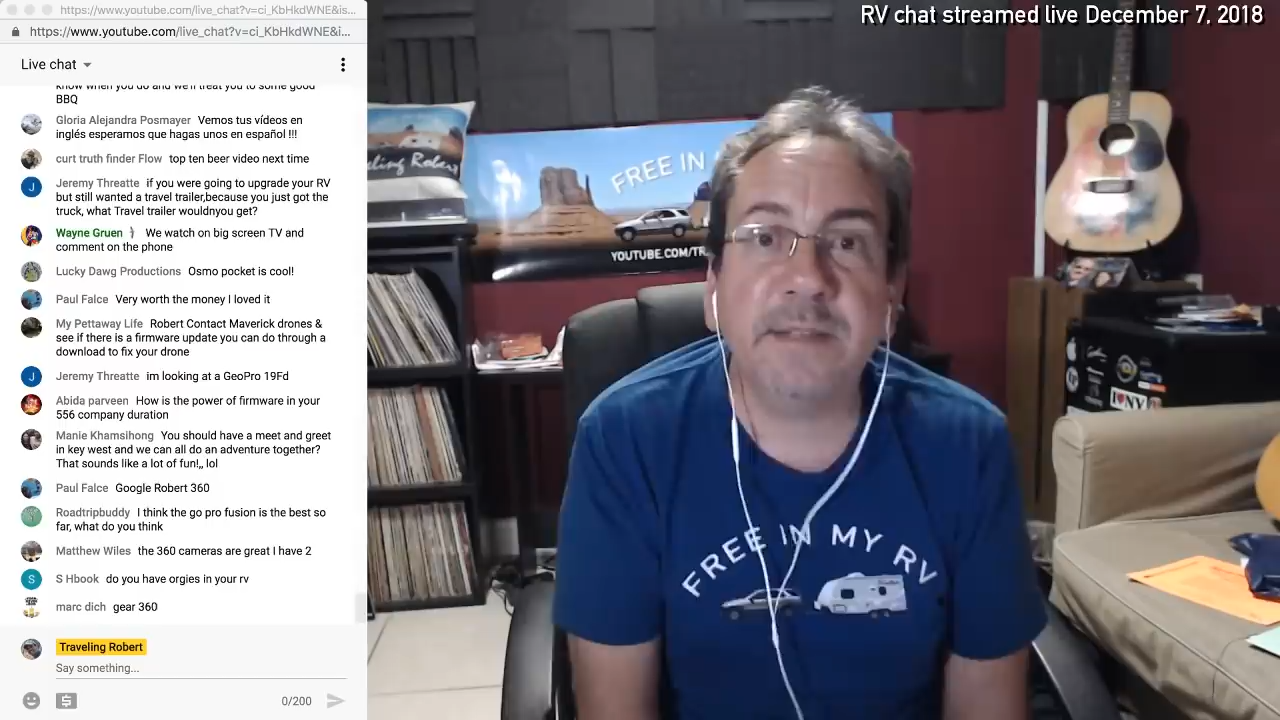 https://www.youtube.com/live_chat?v=ci_KbHkdWNE&is...
https://www.youtube.com/live_chat?v=ci_KbHkdWNE&i...
Live chat
know when you do and we'll treat you to some good
BBQ
Gloria Alejandra Posmayer Vemos tus vídeos en
inglés esperamos que hagas unos en español !!!
curt truth finder Flow top ten beer video next time
J Jeremy Threatte if you were going to upgrade your RV
but still wanted a travel trailer,because you just got the
truck, what Travel trailer wouldnyou get?
Wayne Gruen We watch on big screen TV and
comment on the phone
Lucky Dawg Productions Osmo pocket is cool!
Paul Falce Very worth the money I loved it
My Pettaway Life Robert Contact Maverick drones &
see if there is a firmware update you can do through a
download to fix your drone
J Jeremy Threatte im looking at a GeoPro 19Fd
Abida parveen How is the power of firmware in your
556 company duration
Manie Khamsihong You should have a meet and greet
in key west and we can all do an adventure together?
That sounds like a lot of fun!,, lol
Paul Falce Google Robert 360
Roadtripbuddy I think the go pro fusion is the best so
far, what do you think
Matthew Wiles the 360 cameras are great I have 2
S S Hbook do you have orgies in your rv
marc dich gear 360
Traveling Robert
Say something...
0/200
RV chat streamed live December 7, 2018
eling Robert
FREE IN
YOUTUBE.COM/TR
I ♥ NY
FREE IN MY RV